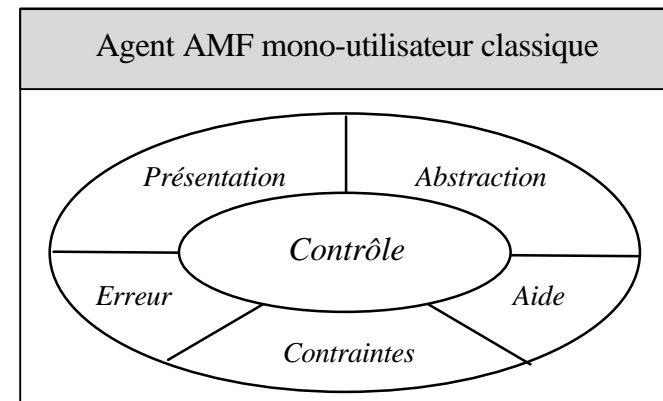 Agent AMF mono-utilisateur classique
Présentation
Abstraction
Contrôle
Erreur
Aide
Contraintes